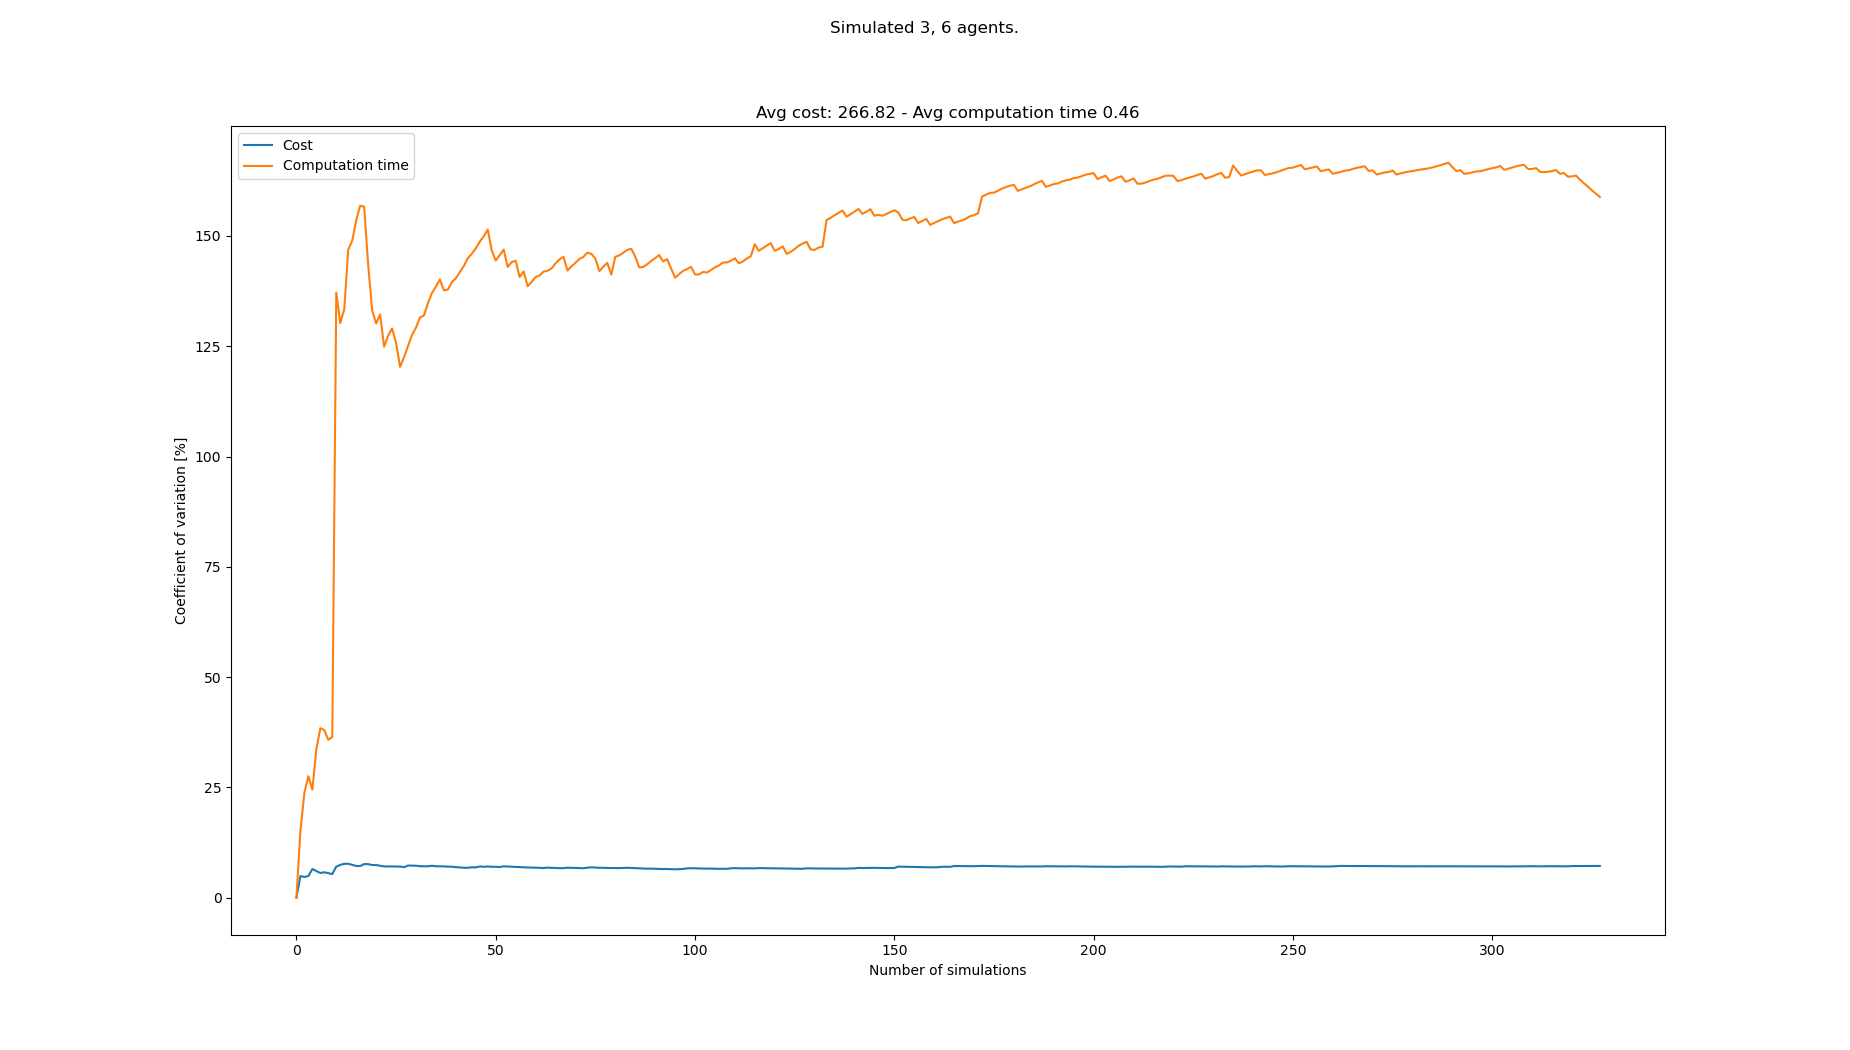 Simulated 3, 6 agents.
Avg cost: 266.82 - Avg computation time 0.46
Cost
Computation time
Coefficient of variation [%]
150
125
100
75
50
25
0
0 50 100 150 200 250 300
Number of simulations